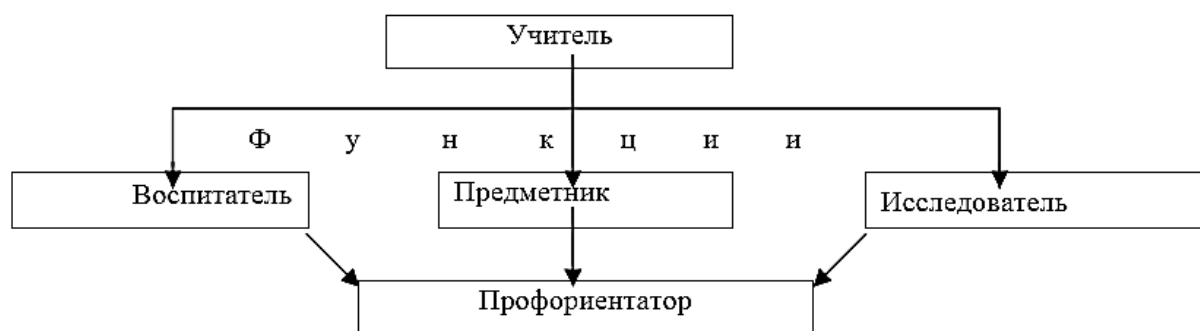 Учитель
Ф у н к ц и и
Воспитатель Предметник Исследователь
Профориентатор